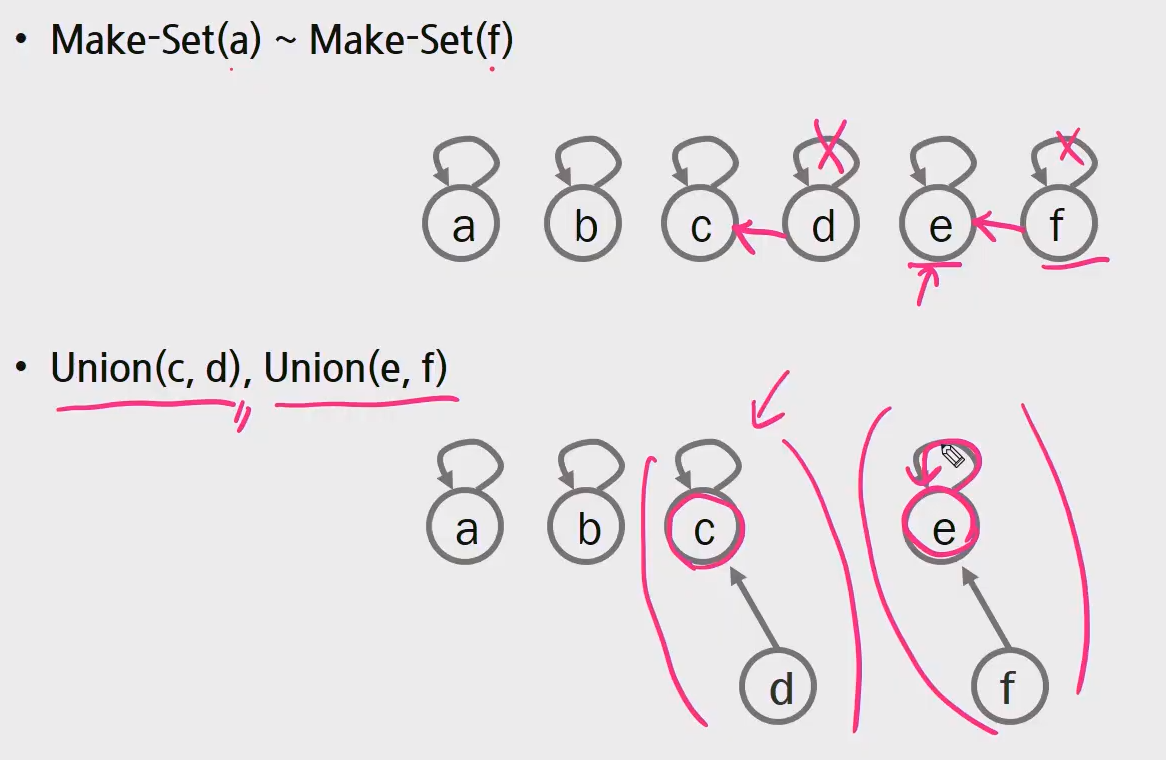 • Make-Set(a) ~ Make-Set(f)
a b c d e f
• Union(c, d), Union(e, f)
a b c e
d f